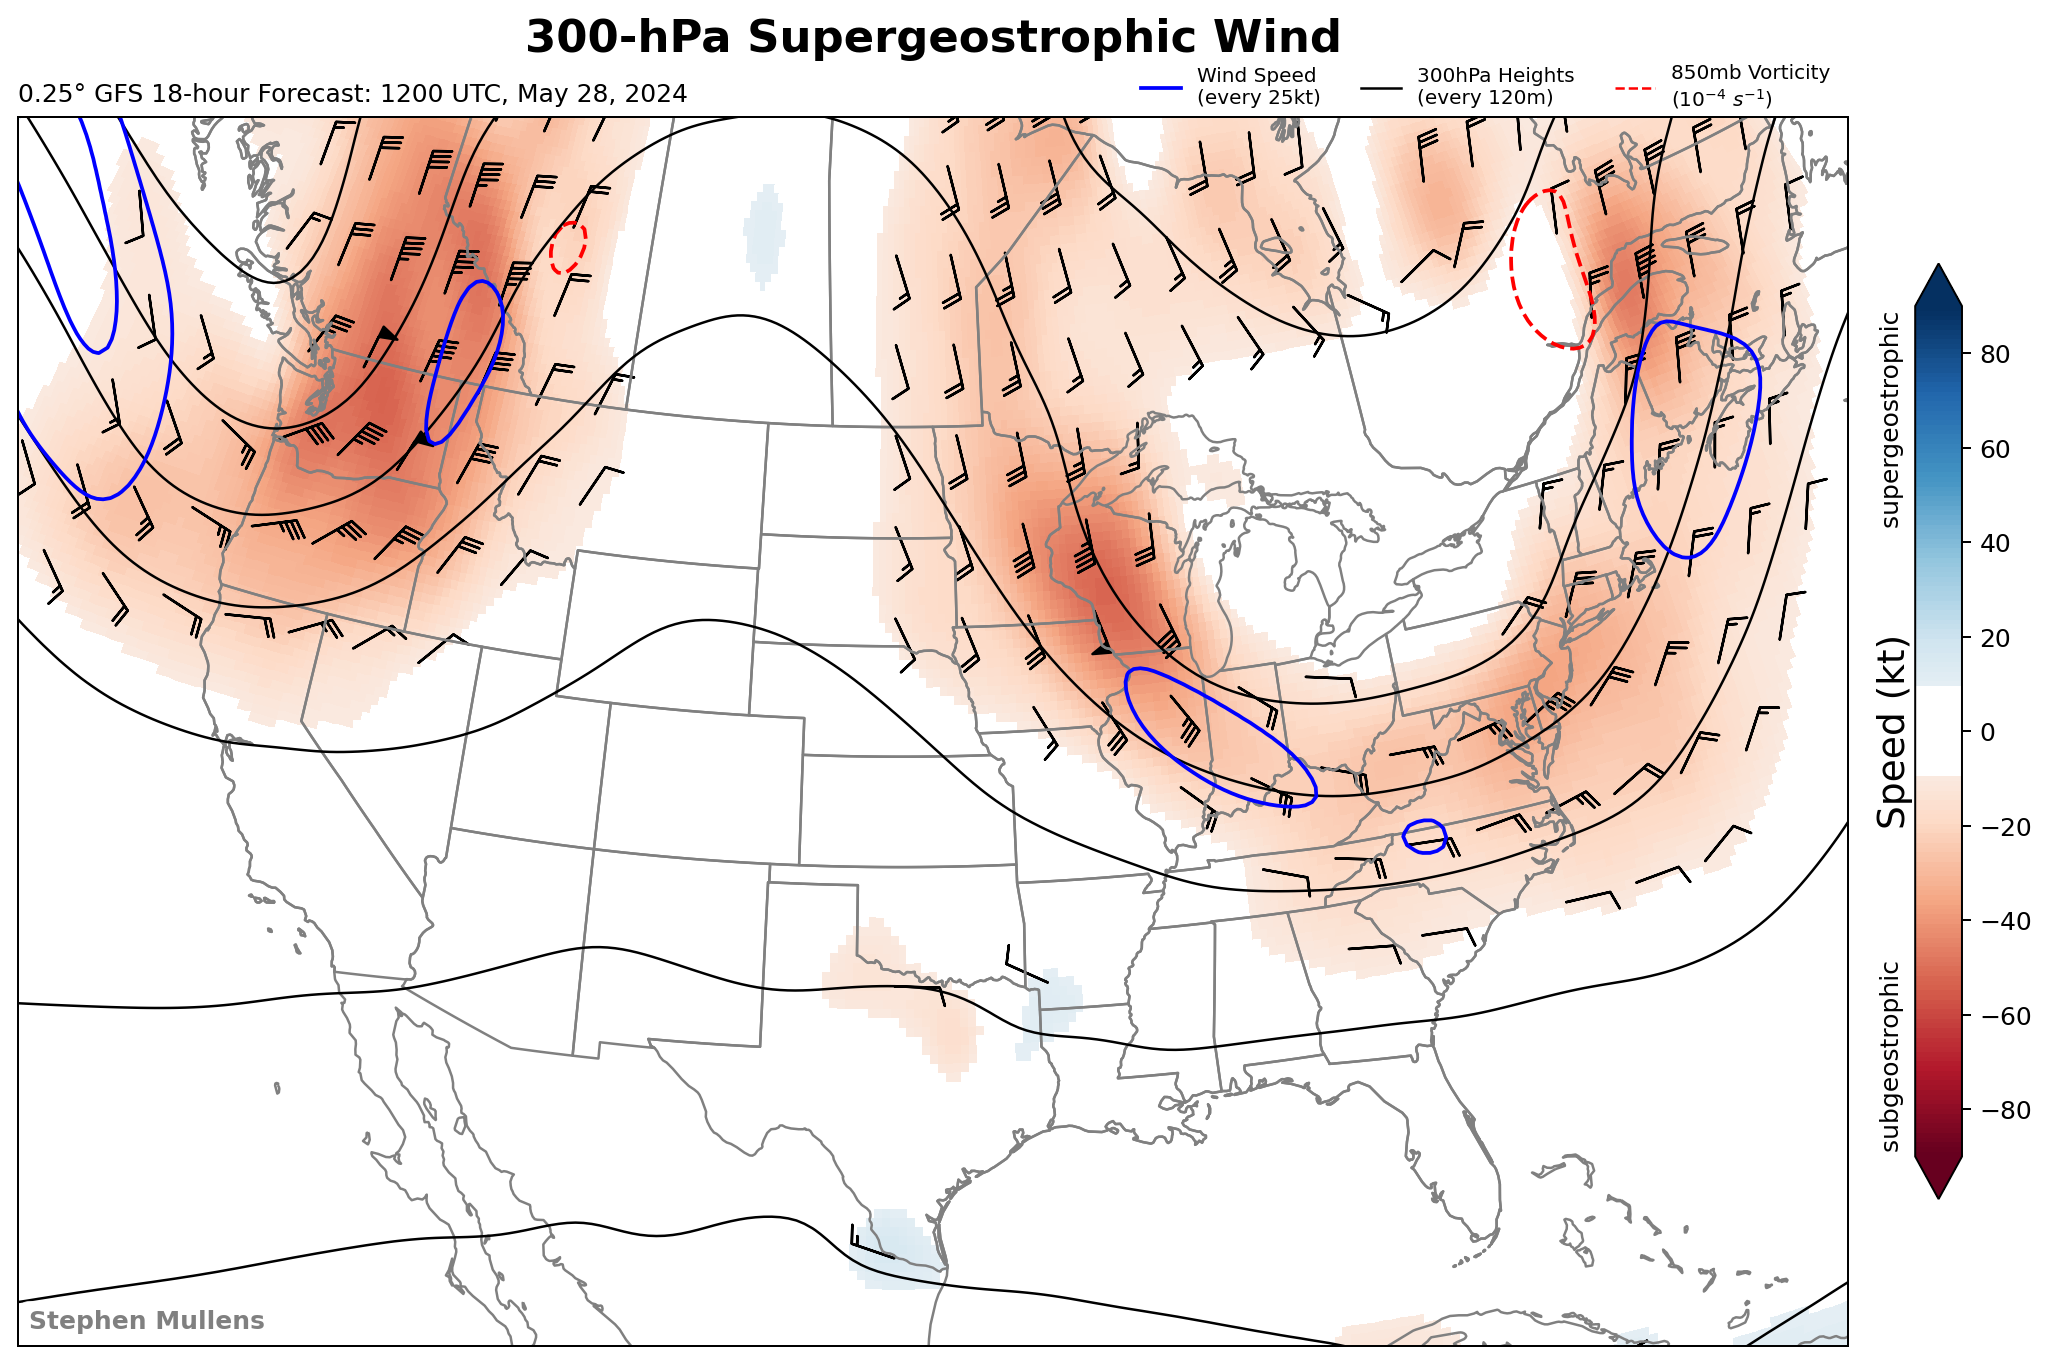 300-hPa Supergeostrophic Wind
0.25° GFS 18-hour Forecast: 1200 UTC, May 28, 2024
Wind Speed
(every 25kt)
300hPa Heights
(every 120m)
850mb Vorticity
(10⁻⁴ s⁻¹)
supergeostrophic
Speed (kt)
subgeostrophic
80
60
40
20
0
−20
−40
−60
−80
Stephen Mullens